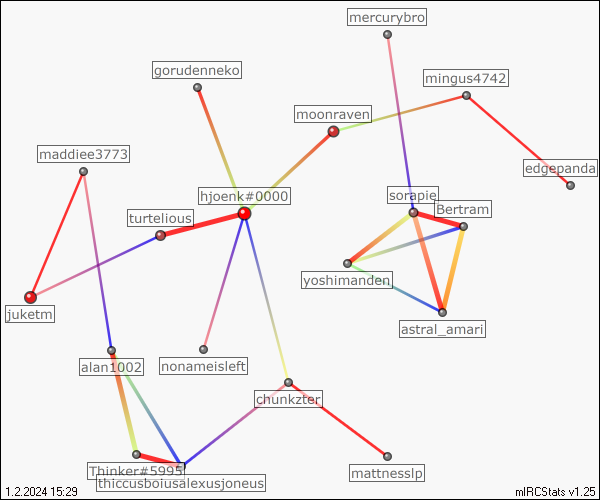 mercurybro
gorudenneko
mingus4742
moonraven
maddiee3773
edgepanda
hjoenk#0000
sorapie
Bertram
turtelious
yoshimanden
juketm
astral_amari
alan1002
nonameisleft
chunkzter
Thinker#5995
mattnesslp
thiccusboiusalexusjoneus
1.2.2024 15:29
mIRCStats v1.25